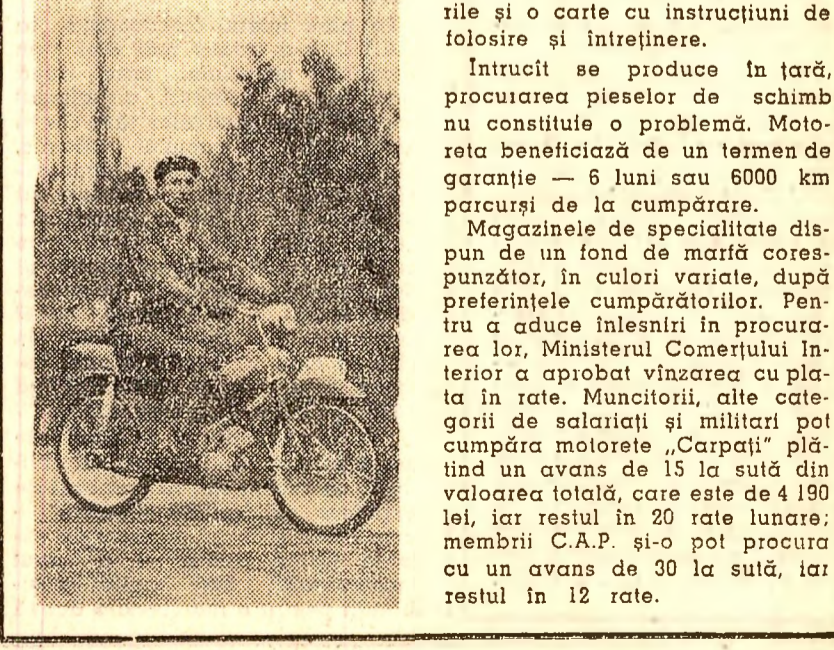 rile și o carte cu instrucțiuni de
folosire și întreținere.
Intrucît se produce în țară,
procurarea pieselor de schimb
nu constituie o problemă. Moto-
reta beneficiază de un termen de
garanție — 6 luni sau 6000 km
parcurși de la cumpărare.
Magazinele de specialitate dis-
pun de un fond de marfă cores-
punzător, în culori variate, după
preferințele cumpărătorilor. Pen-
tru a aduce înlesniri în procura-
rea lor, Ministerul Comerțului In-
terior a aprobat vînzarea cu pla-
ta în rate. Muncitorii, alte cate-
gorii de salariați și militari pot
cumpăra motorete „Carpați” plă-
tind un avans de 15 la sută din
valoarea totală, care este de 4 190
lei, iar restul în 20 rate lunare;
membrii C.A.P. și-o pot procura
cu un avans de 30 la sută, iar
restul în 12 rate.